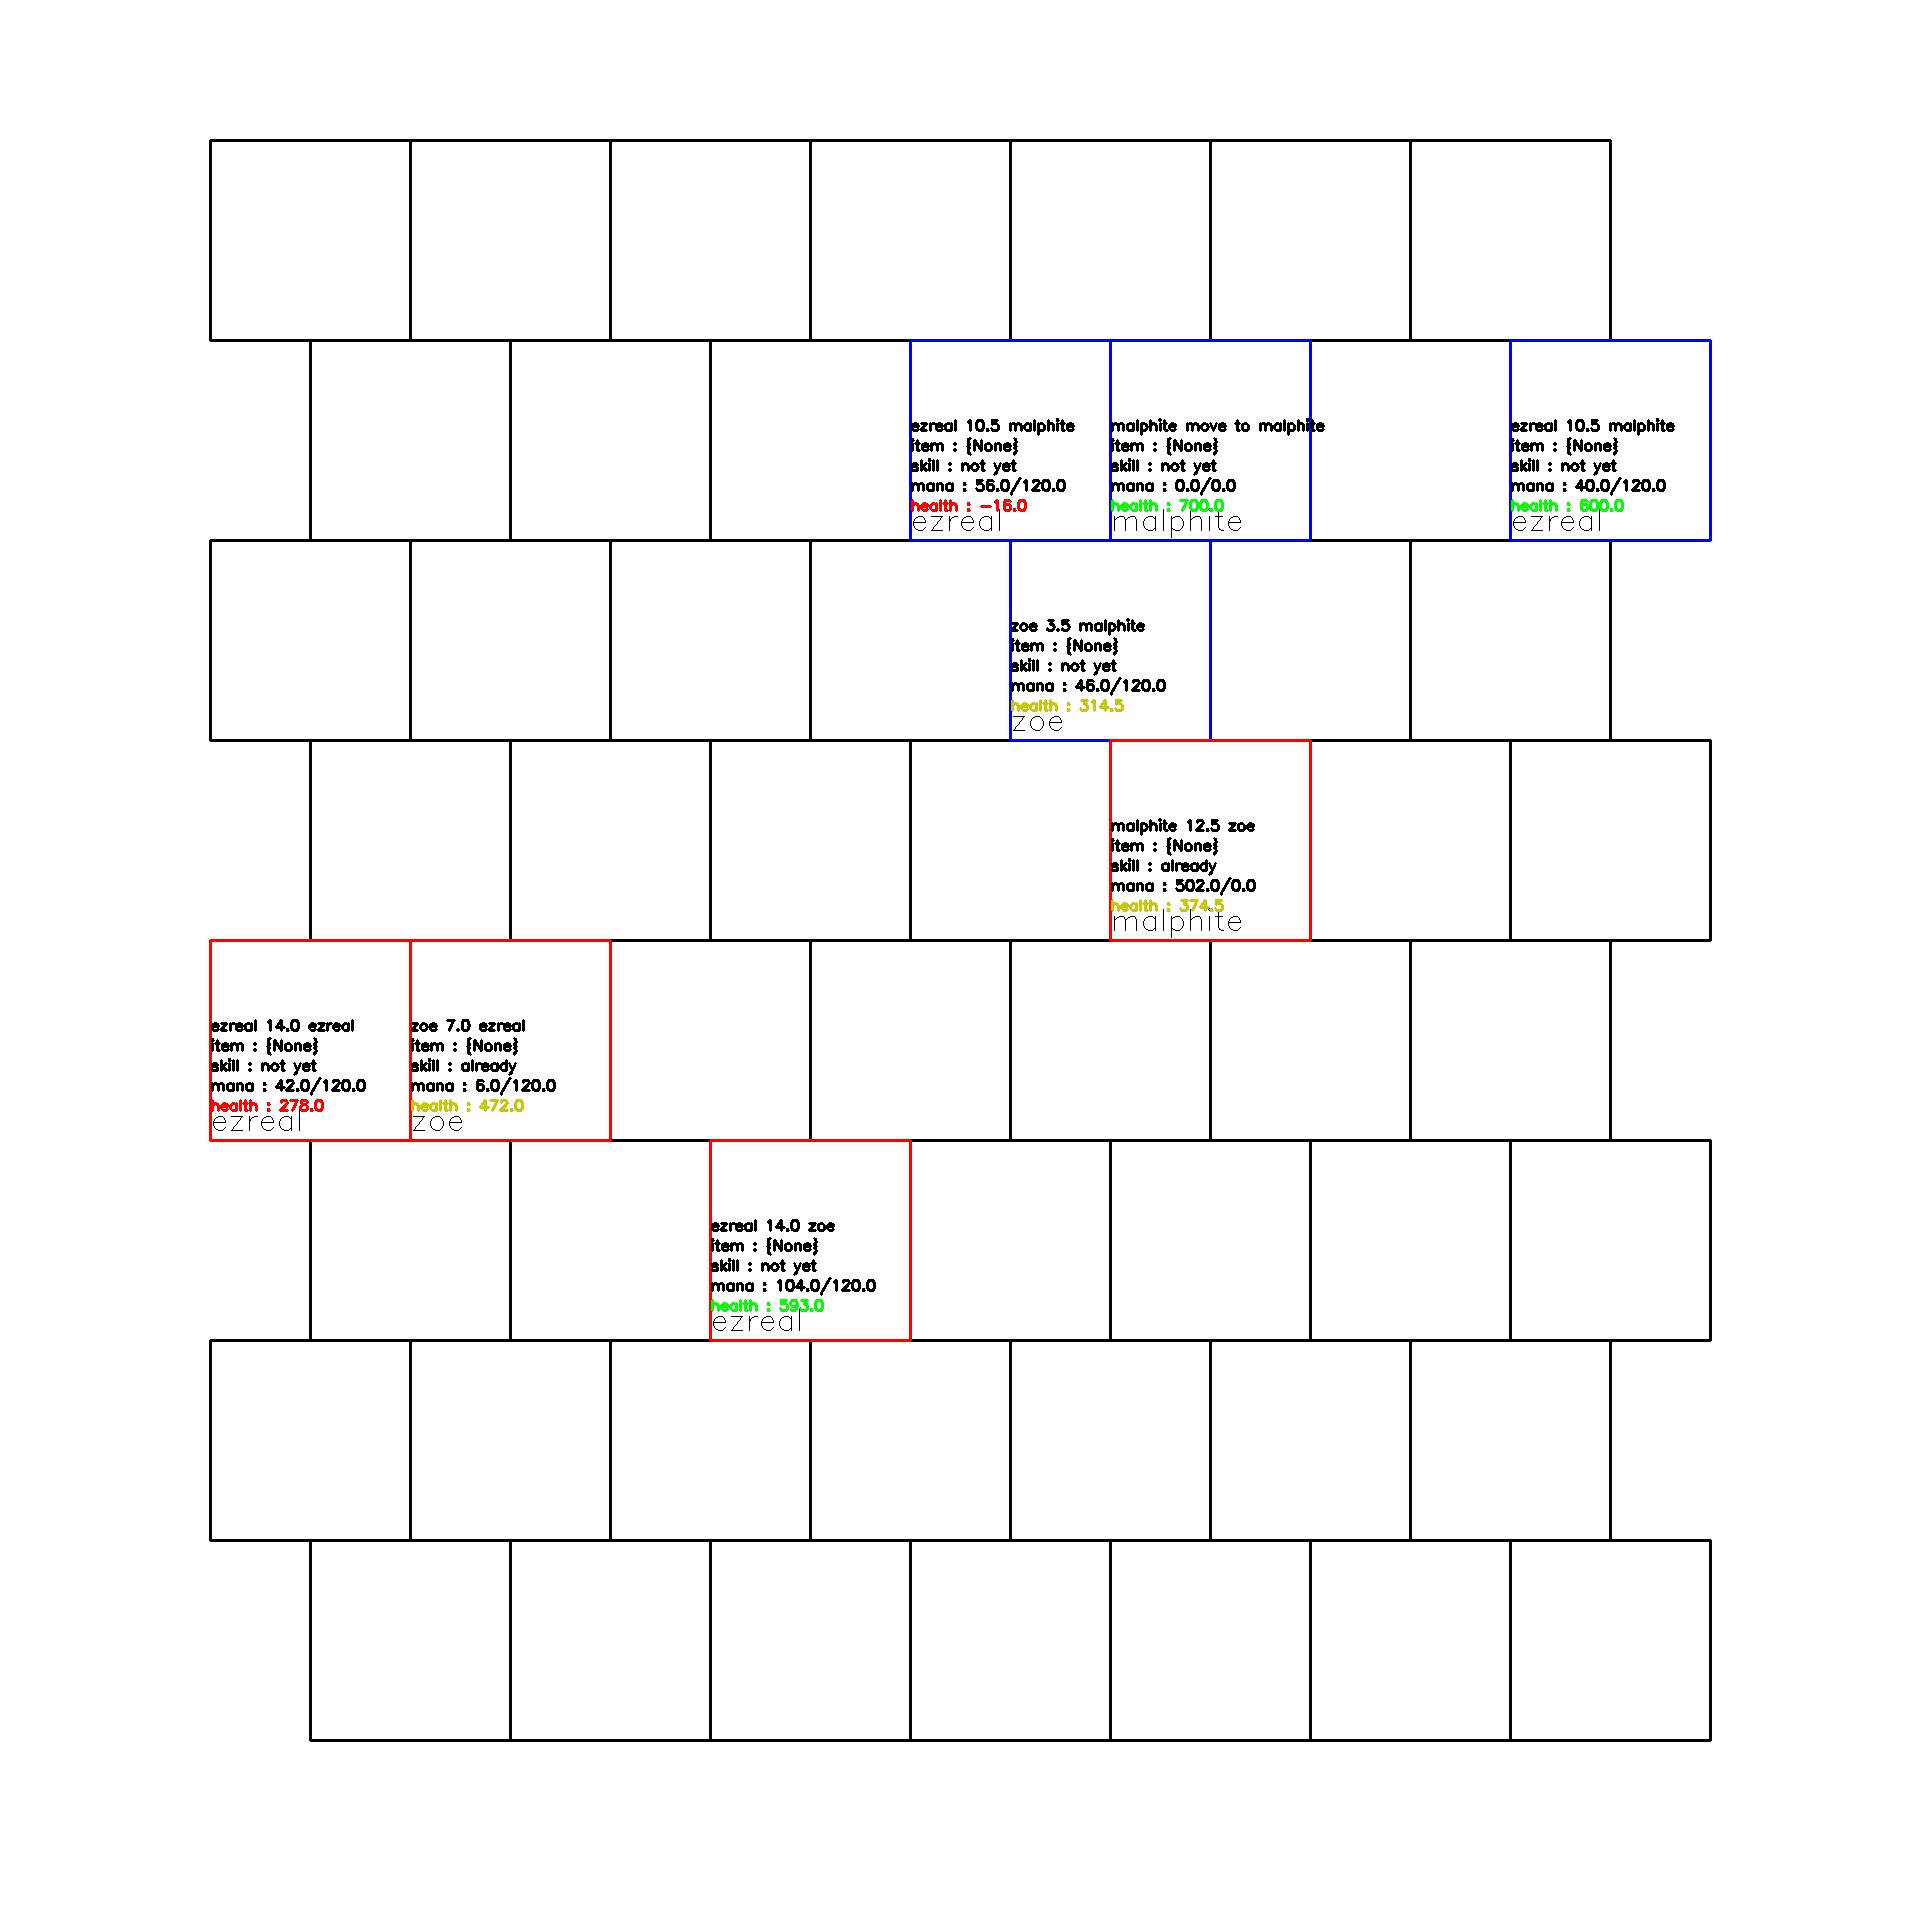 ezreal 10.5 malphite
item : {None}
skill : not yet
mana : 56.0/120.0
health : -16.0
ezreal
malphite move to malphite
item : {None}
skill : not yet
mana : 0.0/0.0
health : 700.0
malphite
ezreal 10.5 malphite
item : {None}
skill : not yet
mana : 40.0/120.0
health : 600.0
ezreal
zoe 3.5 malphite
item : {None}
skill : not yet
mana : 46.0/120.0
health : 314.5
zoe
malphite 12.5 zoe
item : {None}
skill : already
mana : 502.0/0.0
health : 374.5
malphite
ezreal 14.0 ezreal
item : {None}
skill : not yet
mana : 42.0/120.0
health : 278.0
ezreal
zoe 7.0 ezreal
item : {None}
skill : already
mana : 6.0/120.0
health : 472.0
zoe
ezreal 14.0 zoe
item : {None}
skill : not yet
mana : 104.0/120.0
health : 593.0
ezreal